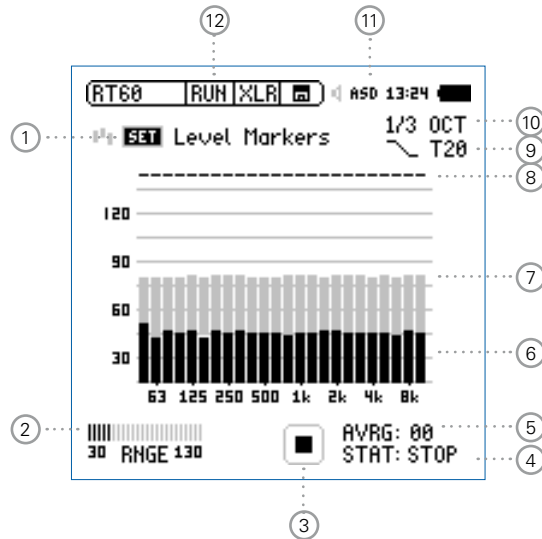 12 11
RT60 RUN XLR ASD 13:24
1 SET Level Markers 1/3 OCT 10
T20 9
8
120
90
7
60
6
30
63 125 250 500 1k 2k 4k 8k
2 AVRG: 00 5
30 RNGE 130 STAT: STOP 4
3